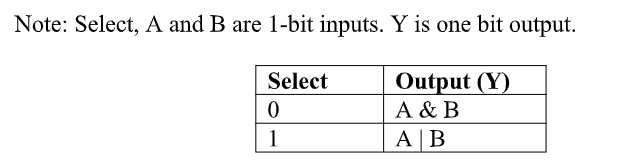 Note: Select, A and B are 1-bit inputs. Y is one bit output.
Select Output (Y)
0 A & B
1 A | B